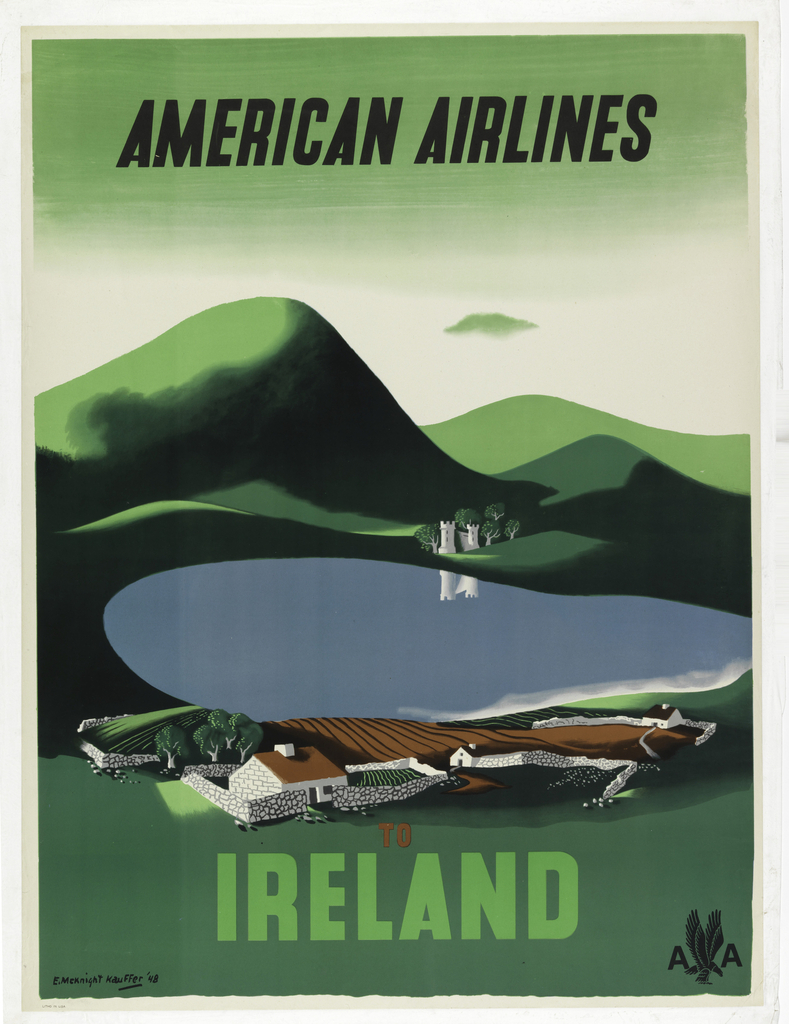 AMERICAN AIRLINES
TO
IRELAND
E. McKnight Kauffer '48
A A